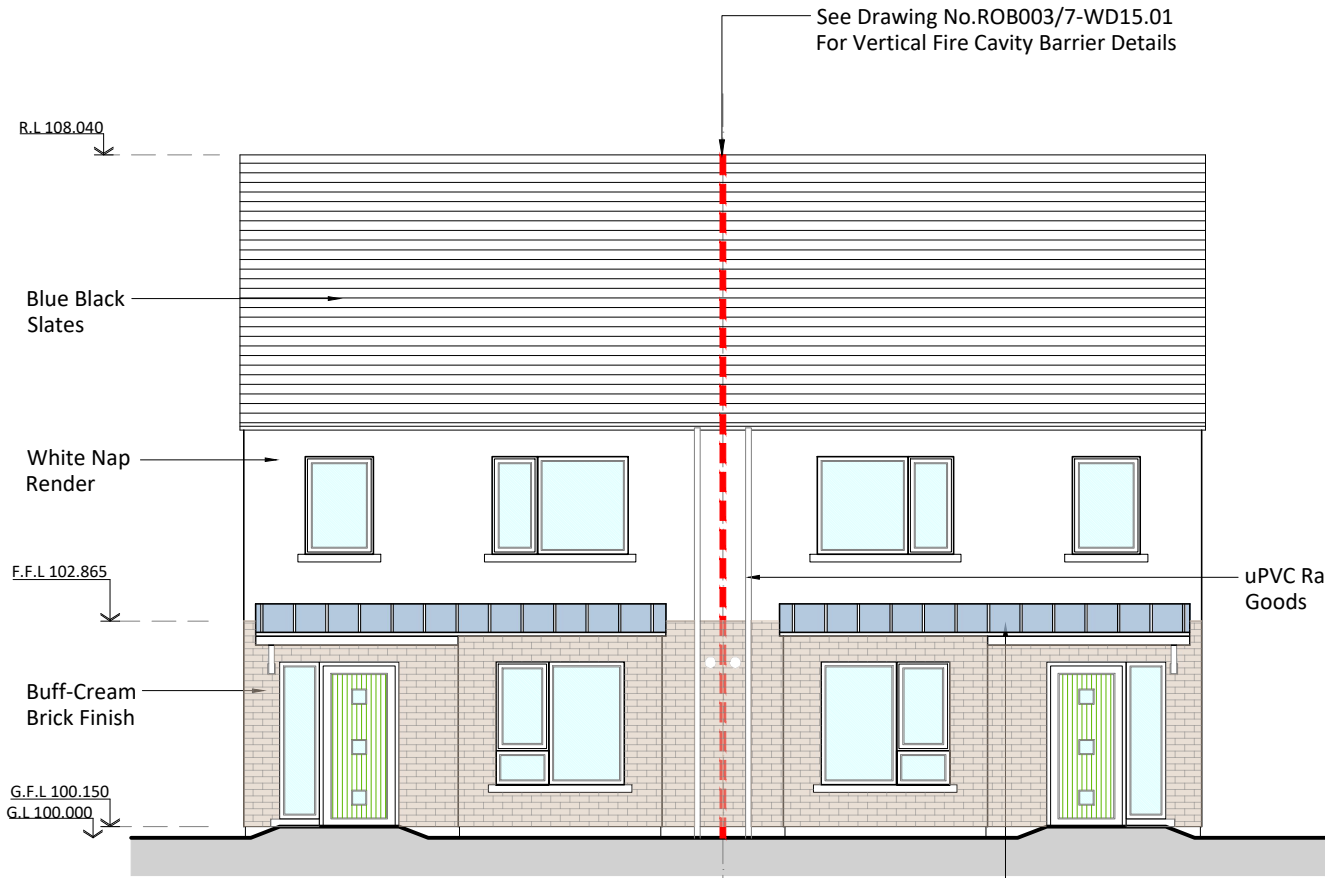 See Drawing No.ROB003/7-WD15.01
For Vertical Fire Cavity Barrier Details
R.L 108.040
Blue Black
Slates
White Nap
Render
F.F.L 102.865
uPVC Ra
Goods
Buff-Cream
Brick Finish
G.F.L 100.150
G.L 100.000